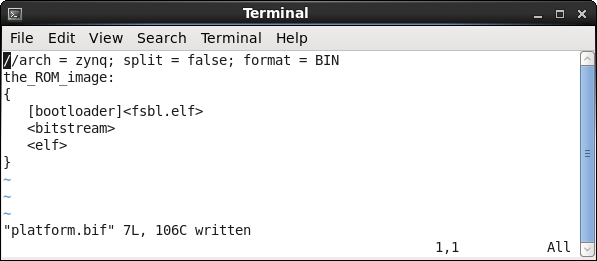 Terminal
File Edit View Search Terminal Help
//arch = zynq; split = false; format = BIN
the_ROM_image:
{
   [bootloader]<fsbl.elf>
   <bitstream>
   <elf>
}
~
~
~
"platform.bif" 7L, 106C written
1,1 All